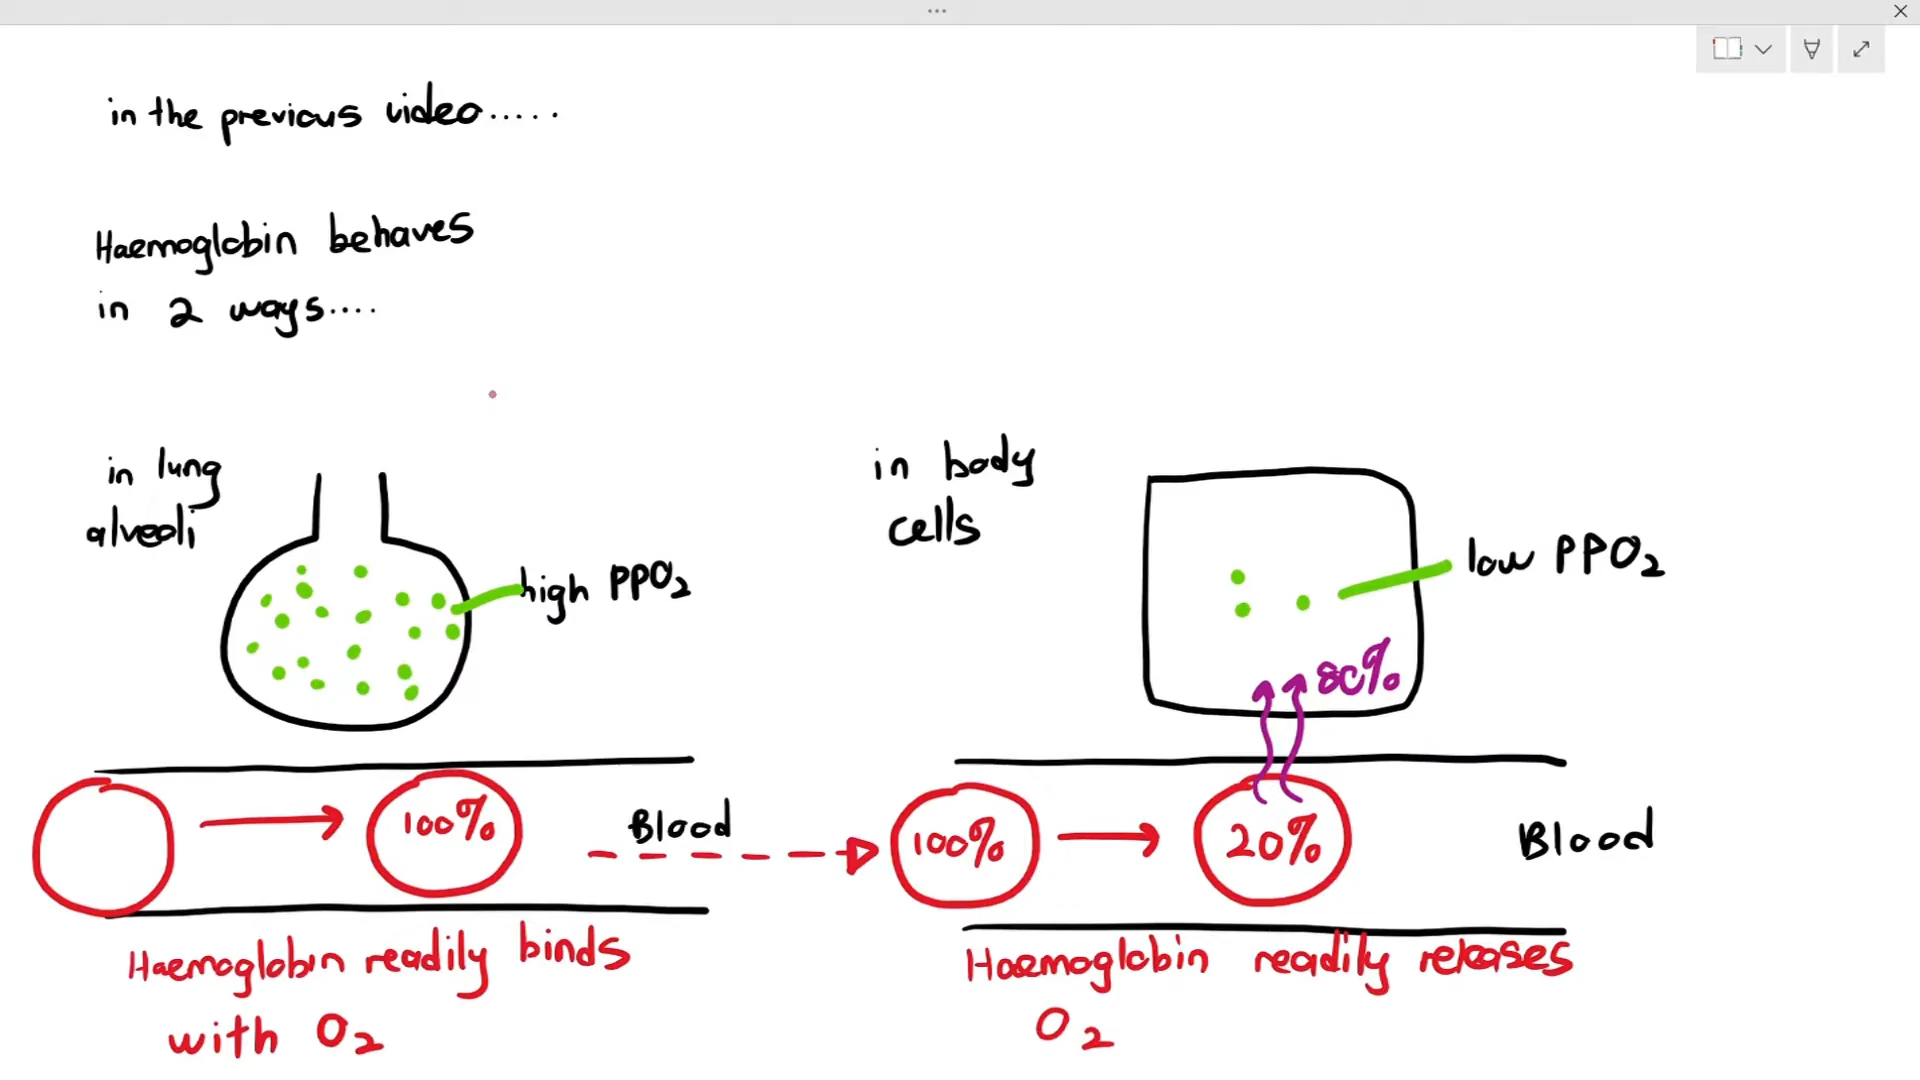 in the previous video.....
Haemoglobin behaves
in 2 ways....
in lung
alveoli
high PPO2
in body
cells
low PPO2
80%
100%
Blood
100%
20%
Blood
Haemoglobin readily binds
with O2
Haemoglobin readily releases
O2